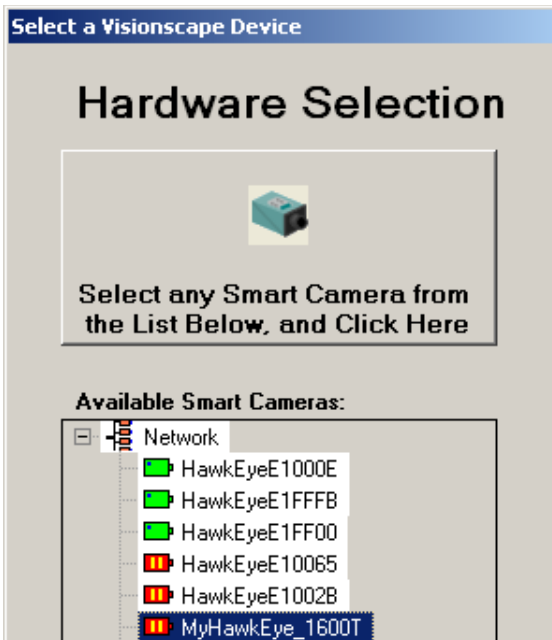 Select a Visionscape Device
Hardware Selection
Select any Smart Camera from
the List Below, and Click Here
Available Smart Cameras:
Network
HawkEyeE1000E
HawkEyeE1FFFB
HawkEyeE1FF00
HawkEyeE10065
HawkEyeE1002B
MyHawkEye_1600T